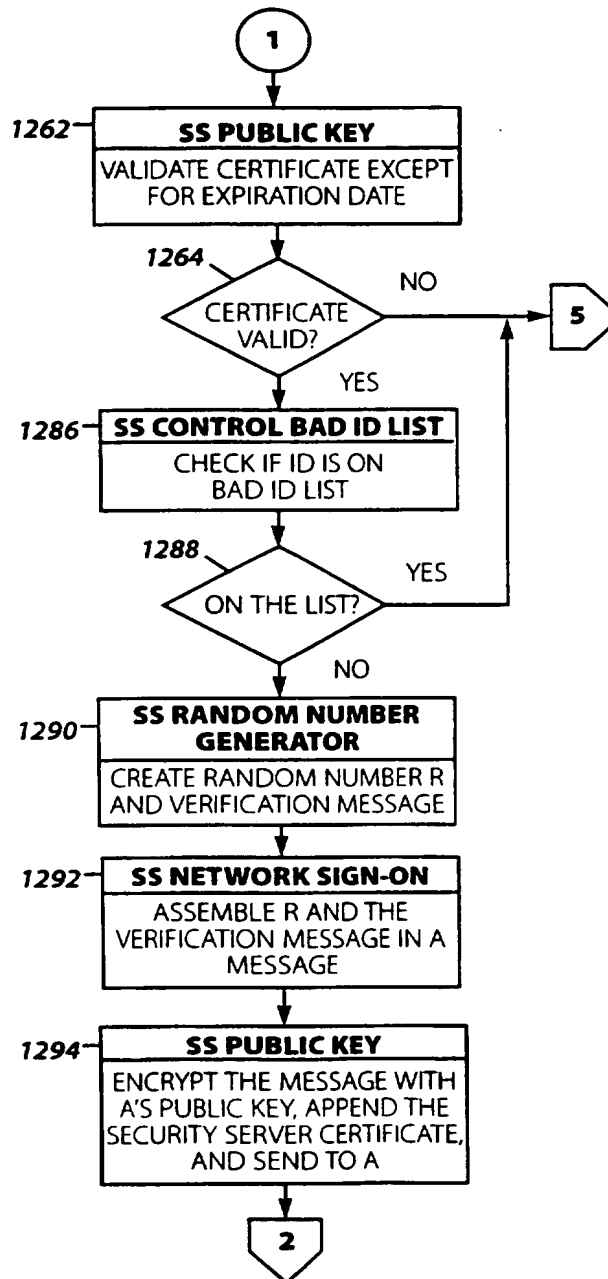 1
1262
SS PUBLIC KEY
VALIDATE CERTIFICATE EXCEPT
FOR EXPIRATION DATE
1264
NO
CERTIFICATE
VALID?
5
YES
1286
SS CONTROL BAD ID LIST
CHECK IF ID IS ON
BAD ID LIST
1288
YES
ON THE LIST?
NO
1290
SS RANDOM NUMBER
GENERATOR
CREATE RANDOM NUMBER R
AND VERIFICATION MESSAGE
1292
SS NETWORK SIGN-ON
ASSEMBLE R AND THE
VERIFICATION MESSAGE IN A
MESSAGE
1294
SS PUBLIC KEY
ENCRYPT THE MESSAGE WITH
A'S PUBLIC KEY, APPEND THE
SECURITY SERVER CERTIFICATE,
AND SEND TO A
2